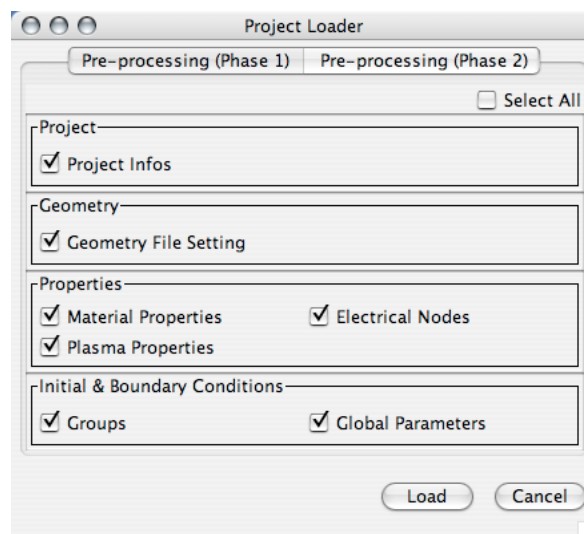 Project Loader
Pre-processing (Phase 1) Pre-processing (Phase 2)
Select All
Project
Project Infos
Geometry
Geometry File Setting
Properties
Material Properties Electrical Nodes
Plasma Properties
Initial & Boundary Conditions
Groups Global Parameters
Load Cancel